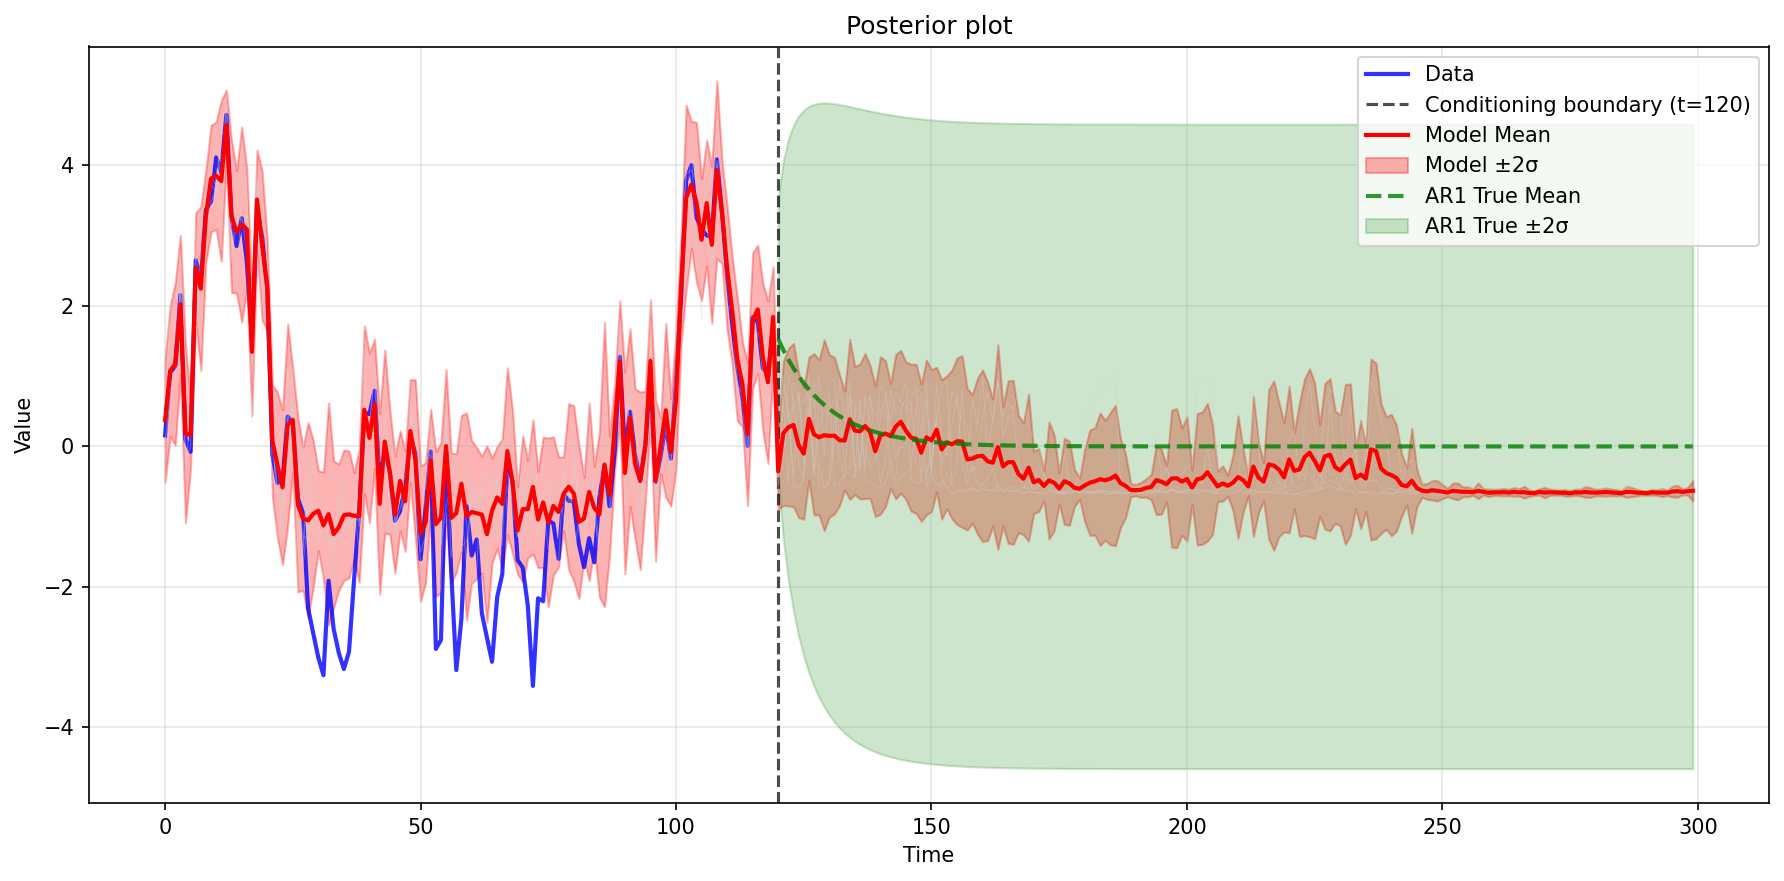 Posterior plot
Data
Conditioning boundary (t=120)
Model Mean
Model ±2σ
AR1 True Mean
AR1 True ±2σ
Value
4
2
0
−2
−4
0 50 100 150 200 250 300
Time